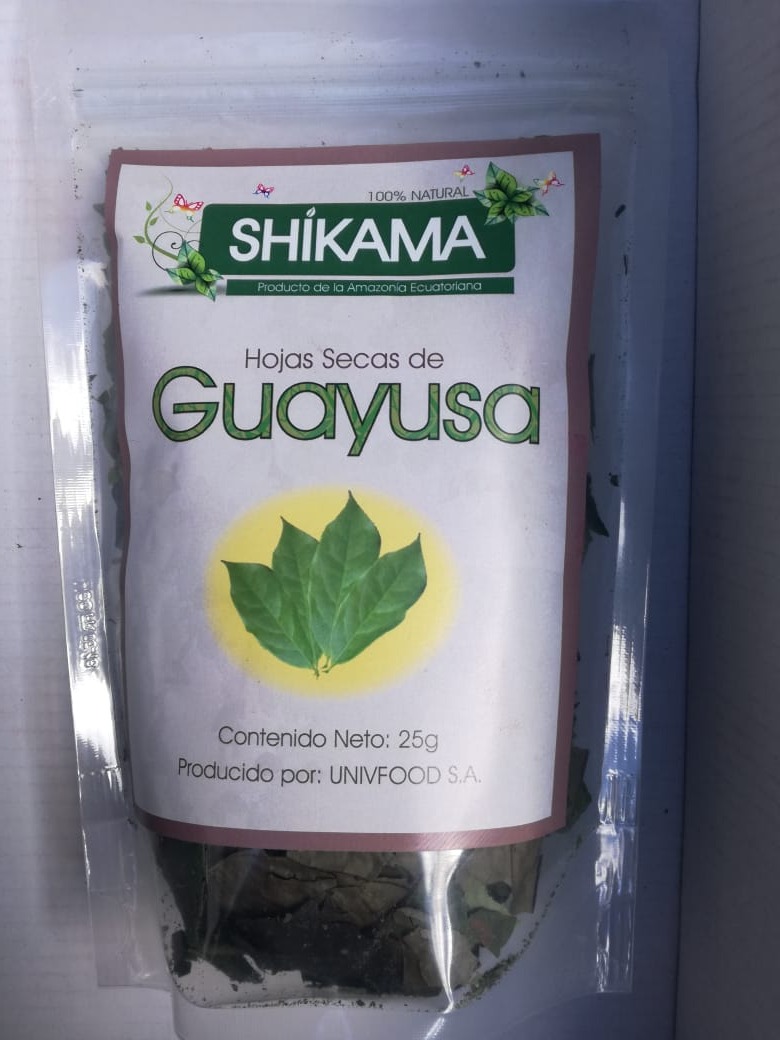 100% NATURAL
SHIKAMA
Producto de la Amazonía Ecuatoriana
Hojas Secas de
Guayusa
Contenido Neto: 25g
Producido por: UNIVFOOD S.A.